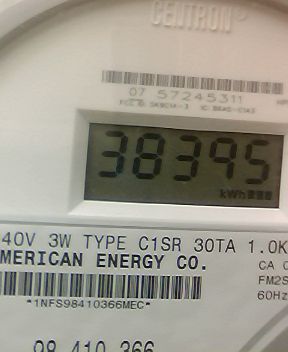 CENTRON®
07 57245311
38395
kWh
40V 3W TYPE C1SR 30TA 1.0K
MERICAN ENERGY CO.
CA 0
FM2S
60Hz
*1NFS98410366MEC*
98 410 366